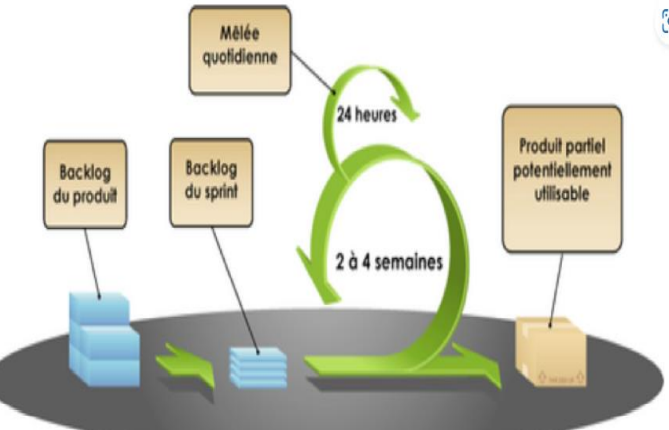 Mêlée
quotidienne
24 heures
Backlog
du produit
Backlog
du sprint
Produit partiel
potentiellement
utilisable
2 à 4 semaines